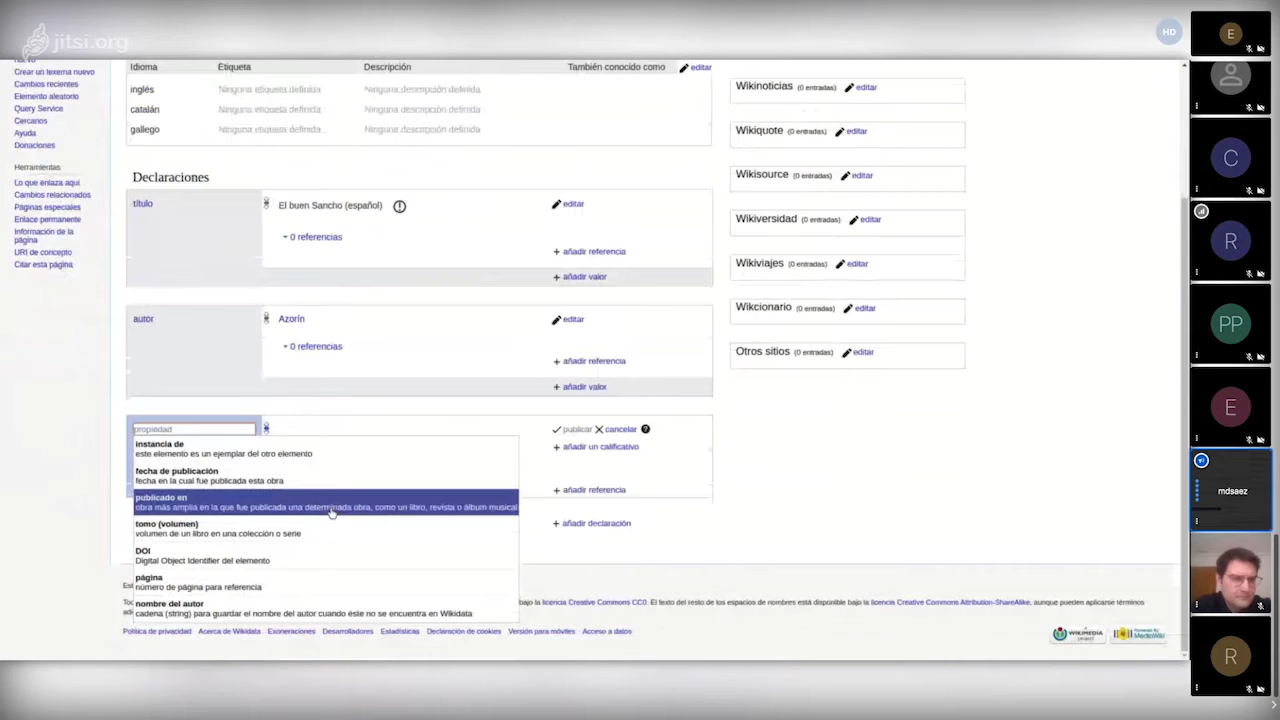 jitsi.org
HD
E
nuevo
Crear un lexema nuevo
Cambios recientes
Elemento aleatorio
Query Service
Cercanos
Ayuda
Donaciones
Herramientas
Lo que enlaza aquí
Cambios relacionados
Páginas especiales
Enlace permanente
Información de la
página
URI de concepto
Citar esta página
Idioma Etiqueta Descripción También conocido como editar
inglés Ninguna etiqueta definida Ninguna descripción definida
catalán Ninguna etiqueta definida Ninguna descripción definida
gallego Ninguna etiqueta definida Ninguna descripción definida
Declaraciones
título El buen Sancho (español) editar
0 referencias
+ añadir referencia
+ añadir valor
autor Azorín editar
0 referencias
+ añadir referencia
+ añadir valor
propiedad publicar cancelar ?
+ añadir un calificativo
+ añadir referencia
+ añadir declaración
instancia de
este elemento es un ejemplar del otro elemento
fecha de publicación
fecha en la cual fue publicada esta obra
publicado en
obra más amplia en la que fue publicada una determinada obra, como un libro, revista o álbum musical
tomo (volumen)
volumen de un libro en una colección o serie
DOI
Digital Object Identifier del elemento
página
número de página para referencia
nombre del autor
cadena (string) para guardar el nombre del autor cuando éste no se encuentra en Wikidata
Wikinoticias (0 entradas) editar
Wikiquote (0 entradas) editar
Wikisource (0 entradas) editar
Wikiversidad (0 entradas) editar
Wikiviajes (0 entradas) editar
Wikcionario (0 entradas) editar
Otros sitios (0 entradas) editar
bajo la licencia Creative Commons CC0. El texto del resto de los espacios de nombres está disponible bajo la licencia Creative Commons Attribution-ShareAlike, aunque pueden aplicarse términos
Política de privacidad Acerca de Wikidata Exoneraciones Desarrolladores Estadísticas Declaración de cookies Versión para móviles Acceso a datos
WIKIMEDIA
project
Powered By
MediaWiki
C
R
PP
E
mdsaez
R